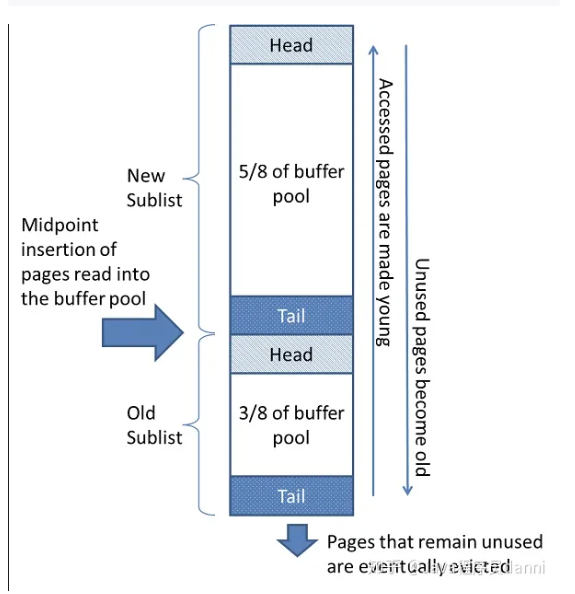 Head
5/8 of buffer
pool
New
Sublist
Midpoint
insertion of
pages read into
the buffer pool
Tail
Head
Old
Sublist
3/8 of buffer
pool
Tail
Accessed pages are made young
Unused pages become old
Pages that remain unused
are eventually evicted